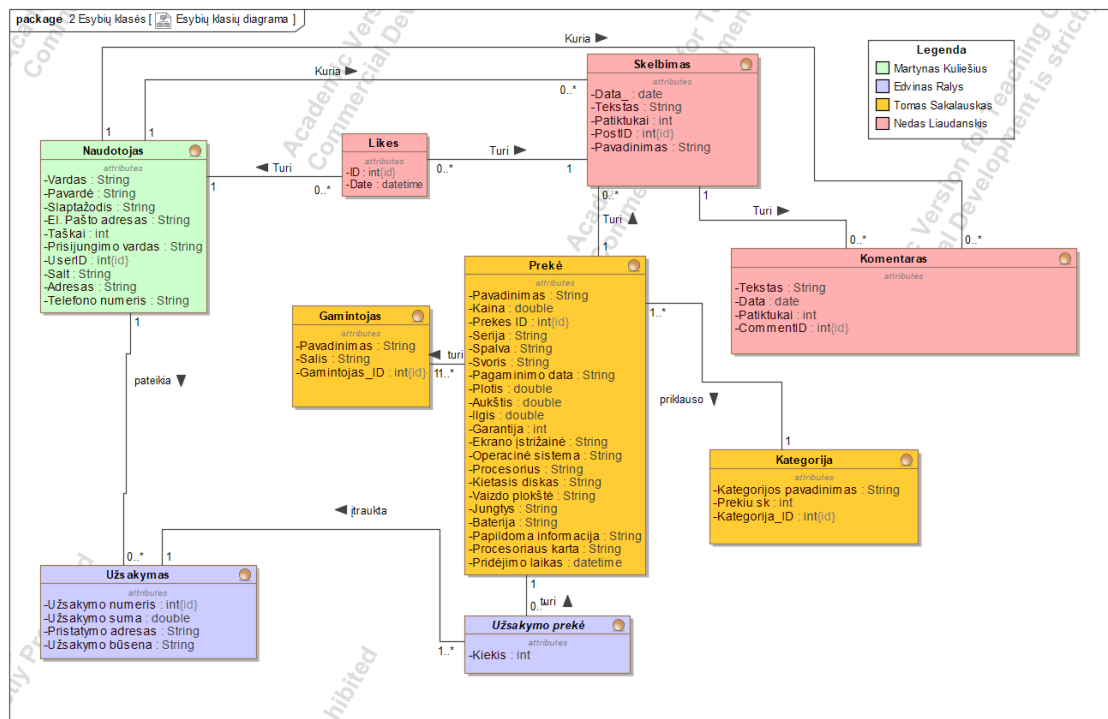 package 2 Esybių klasės [ Esybių klasių diagrama ]
Kuria
Kuria
0..*
1
1
Turi
Turi
0..*
0..*
1
1
Legenda
Martynas Kuliešius
Edvinas Ralys
Tomas Sakalauskas
Nedas Liaudanskis
Skelbimas
attributes
-Data_ : date
-Tekstas : String
-Patiktukai : int
-PostID : int{id}
-Pavadinimas : String
Likes
attributes
-ID : int{id}
-Date : datetime
Naudotojas
attributes
-Vardas : String
-Pavardė : String
-Slaptažodis : String
-El. Pašto adresas : String
-Taškai : int
-Prisijungimo vardas : String
-UserID : int{id}
-Salt : String
-Adresas : String
-Telefono numeris : String
0..*
Turi
1
1
Turi
0..*
0..*
Komentaras
attributes
-Tekstas : String
-Data : date
-Patiktukai : int
-CommentID : int{id}
Prekė
attributes
-Pavadinimas : String
-Kaina : double
-Prekes ID : int{id}
-Serija : String
-Spalva : String
-Svoris : String
-Pagaminimo data : String
-Plotis : double
-Aukštis : double
-Ilgis : double
-Garantija : int
-Ekrano įstrižainė : String
-Operacinė sistema : String
-Procesorius : String
-Kietasis diskas : String
-Vaizdo plokštė : String
-Jungtys : String
-Baterija : String
-Papildoma informacija : String
-Procesoriaus karta : String
-Pridėjimo laikas : datetime
Gamintojas
attributes
-Pavadinimas : String
-Salis : String
-Gamintojas_ID : int{id}
turi
11..*
1..*
priklauso
1
Kategorija
attributes
-Kategorijos pavadinimas : String
-Prekiu sk : int
-Kategorija_ID : int{id}
1
pateikia
0..*
įtraukta
1
1..*
Užsakymas
attributes
-Užsakymo numeris : int{id}
-Užsakymo suma : double
-Pristatymo adresas : String
-Užsakymo būsena : String
1
0..
turi
Užsakymo prekė
attributes
-Kiekis : int